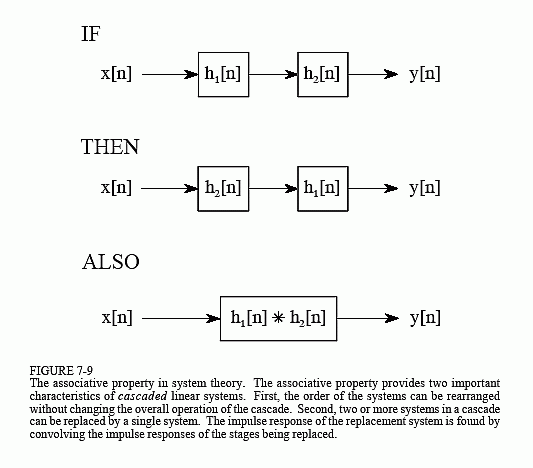 IF
x[n] h₁[n] h₂[n] y[n]
THEN
x[n] h₂[n] h₁[n] y[n]
ALSO
x[n] h₁[n] ∗ h₂[n] y[n]
FIGURE 7-9
The associative property in system theory. The associative property provides two important
characteristics of cascaded linear systems. First, the order of the systems can be rearranged
without changing the overall operation of the cascade. Second, two or more systems in a cascade
can be replaced by a single system. The impulse response of the replacement system is found by
convolving the impulse responses of the stages being replaced.